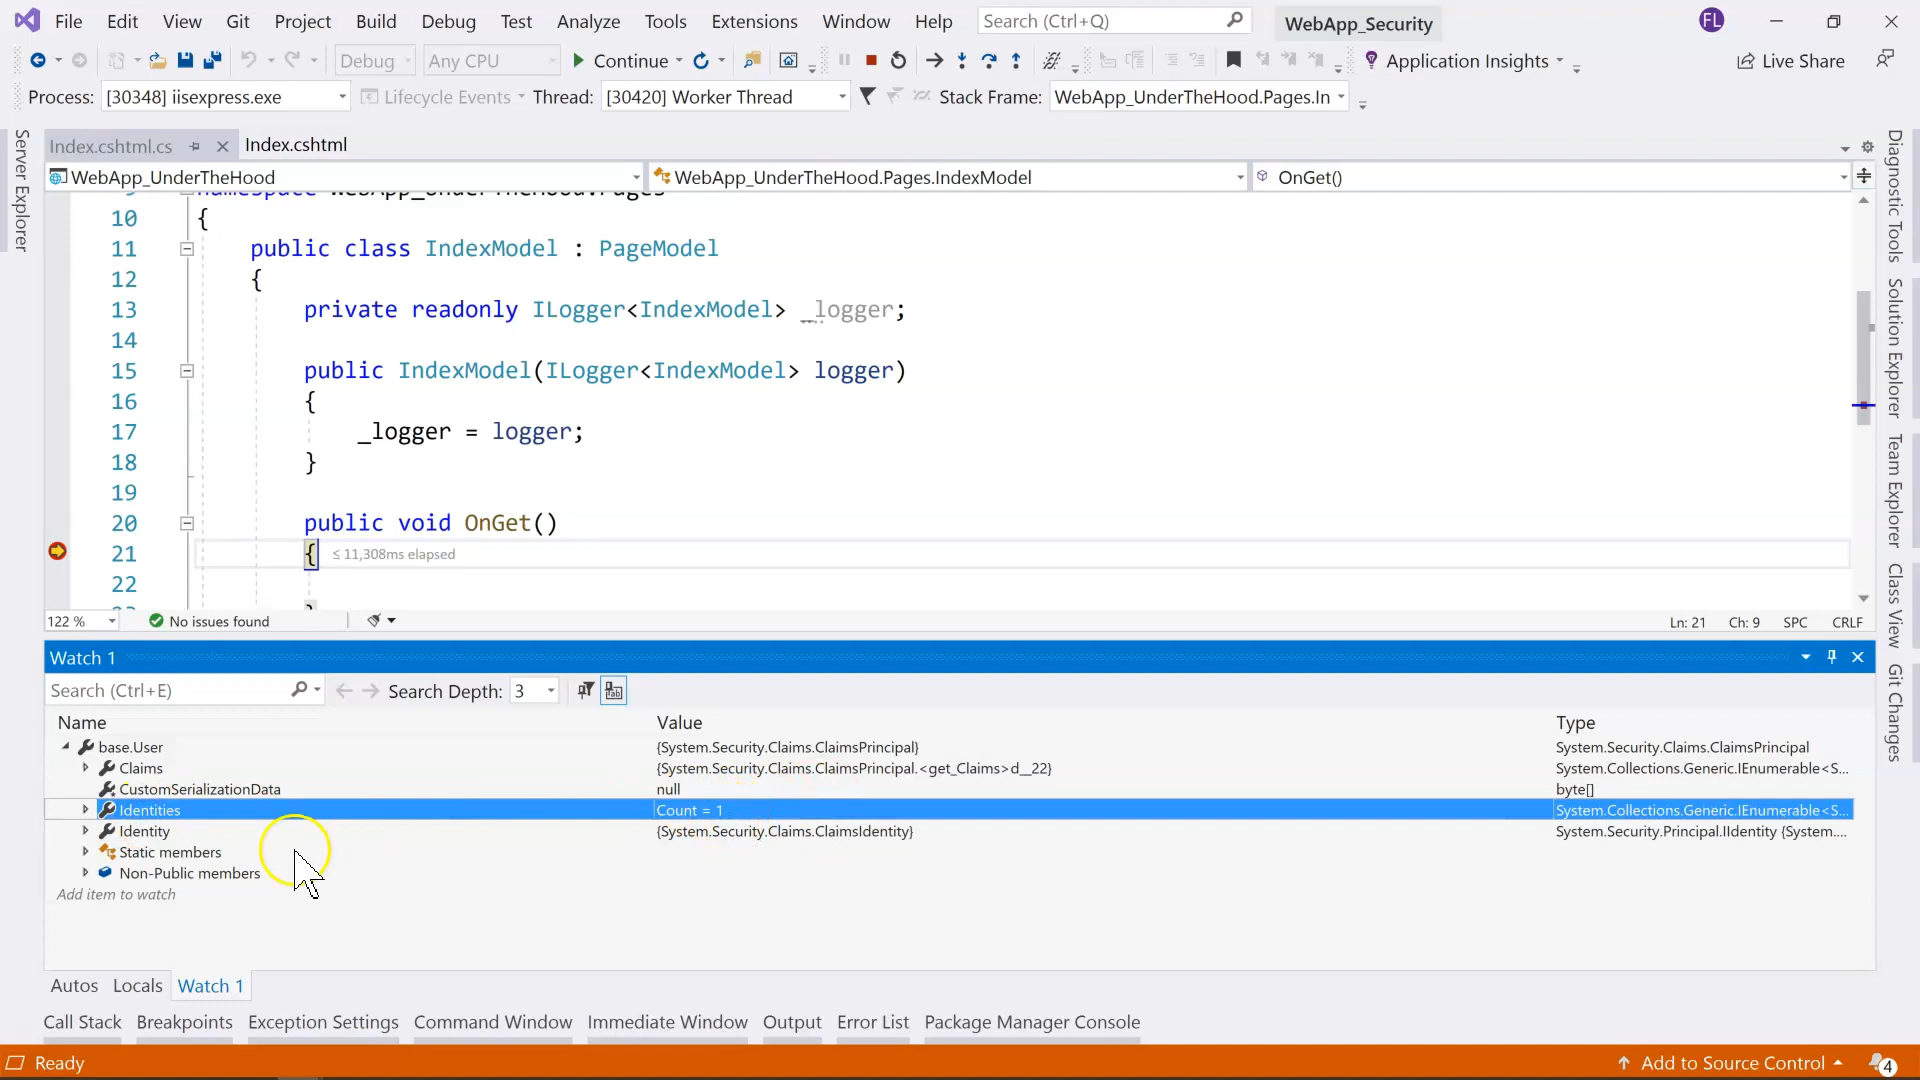 File Edit View Git Project Build Debug Test Analyze Tools Extensions Window Help Search (Ctrl+Q) WebApp_Security FL
Debug Any CPU Continue Application Insights Live Share
Process: [30348] iisexpress.exe Lifecycle Events Thread: [30420] Worker Thread Stack Frame: WebApp_UnderTheHood.Pages.In
Server Explorer
Index.cshtml.cs Index.cshtml
WebApp_UnderTheHood WebApp_UnderTheHood.Pages.IndexModel OnGet()
namespace WebApp_UnderTheHood.Pages
10 {
11 public class IndexModel : PageModel
12 {
13 private readonly ILogger<IndexModel> _logger;
14
15 public IndexModel(ILogger<IndexModel> logger)
16 {
17 _logger = logger;
18 }
19
20 public void OnGet()
21 { ≤ 11,308ms elapsed
22
23 }
122 % No issues found Ln: 21 Ch: 9 SPC CRLF
Watch 1
Search (Ctrl+E) Search Depth: 3
Name Value Type
base.User {System.Security.Claims.ClaimsPrincipal} System.Security.Claims.ClaimsPrincipal
Claims {System.Security.Claims.ClaimsPrincipal.<get_Claims>d__22} System.Collections.Generic.IEnumerable<S...
CustomSerializationData null byte[]
Identities Count = 1 System.Collections.Generic.IEnumerable<S...
Identity {System.Security.Claims.ClaimsIdentity} System.Security.Principal.IIdentity {System....
Static members
Non-Public members
Add item to watch
Autos Locals Watch 1
Call Stack Breakpoints Exception Settings Command Window Immediate Window Output Error List Package Manager Console
Ready Add to Source Control 4
Diagnostic Tools
Solution Explorer
Team Explorer
Class View
Git Changes